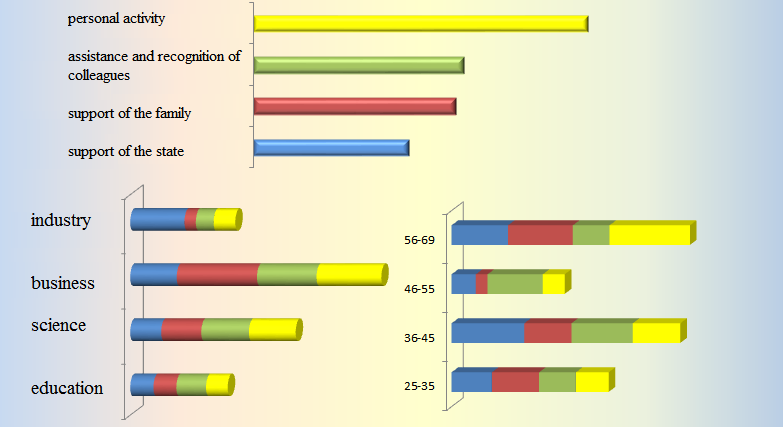 personal activity
assistance and recognition of
colleagues
support of the family
support of the state
industry
business
science
education
56-69
46-55
36-45
25-35